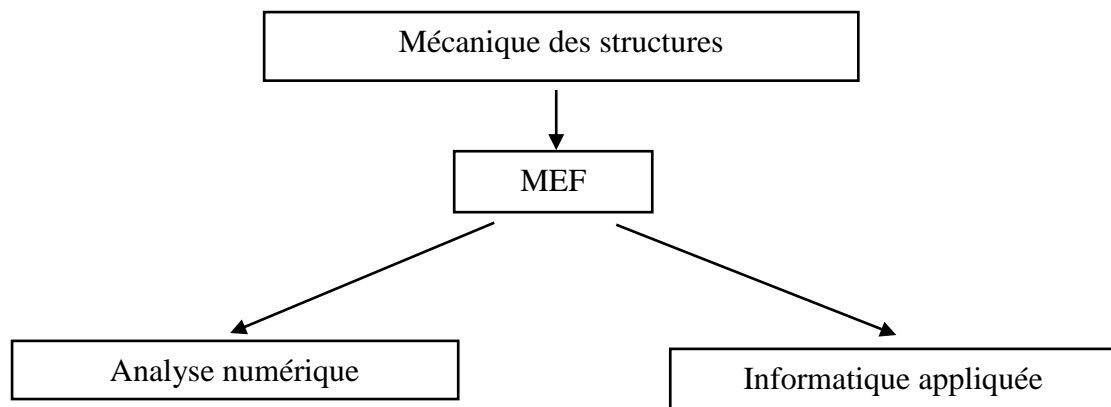 Mécanique des structures
MEF
Analyse numérique
Informatique appliquée